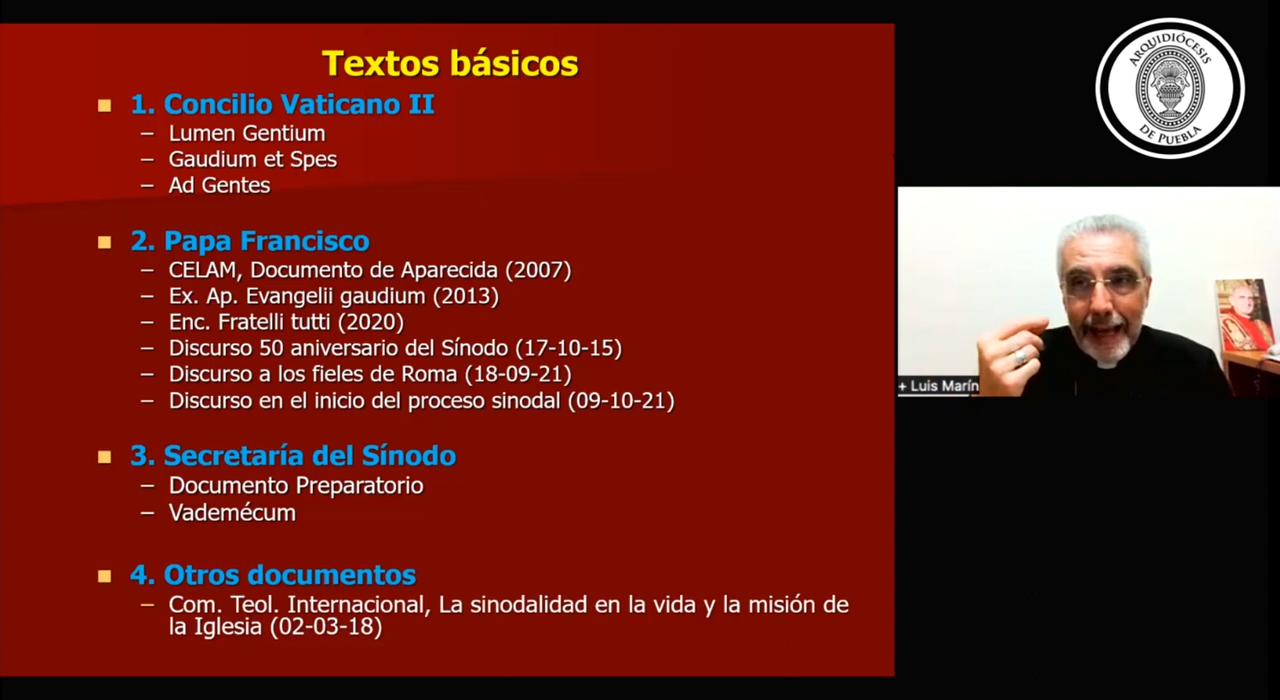 Textos básicos
1. Concilio Vaticano II
– Lumen Gentium
– Gaudium et Spes
– Ad Gentes
2. Papa Francisco
– CELAM, Documento de Aparecida (2007)
– Ex. Ap. Evangelii gaudium (2013)
– Enc. Fratelli tutti (2020)
– Discurso 50 aniversario del Sínodo (17-10-15)
– Discurso a los fieles de Roma (18-09-21)
– Discurso en el inicio del proceso sinodal (09-10-21)
3. Secretaría del Sínodo
– Documento Preparatorio
– Vademécum
4. Otros documentos
– Com. Teol. Internacional, La sinodalidad en la vida y la misión de
la Iglesia (02-03-18)
ARQUIDIÓCESIS
DE PUEBLA
+ Luis Marín